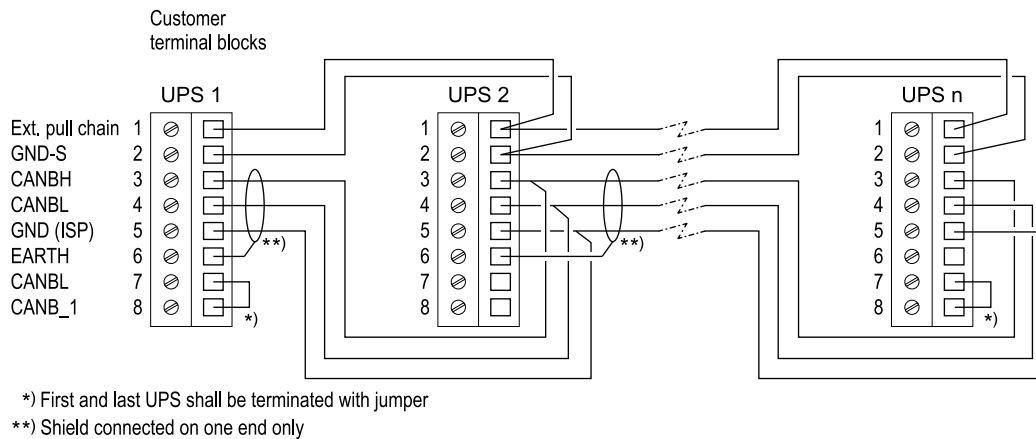 Customer
terminal blocks
UPS 1 UPS 2 UPS n
Ext. pull chain 1 1 1
GND-S 2 2 2
CANBH 3 3 3
CANBL 4 4 4
GND (ISP) 5 5 5
EARTH 6 **) 6 **) 6
CANBL 7 7 7
CANB_1 8 *) 8 8 *)
*) First and last UPS shall be terminated with jumper
**) Shield connected on one end only